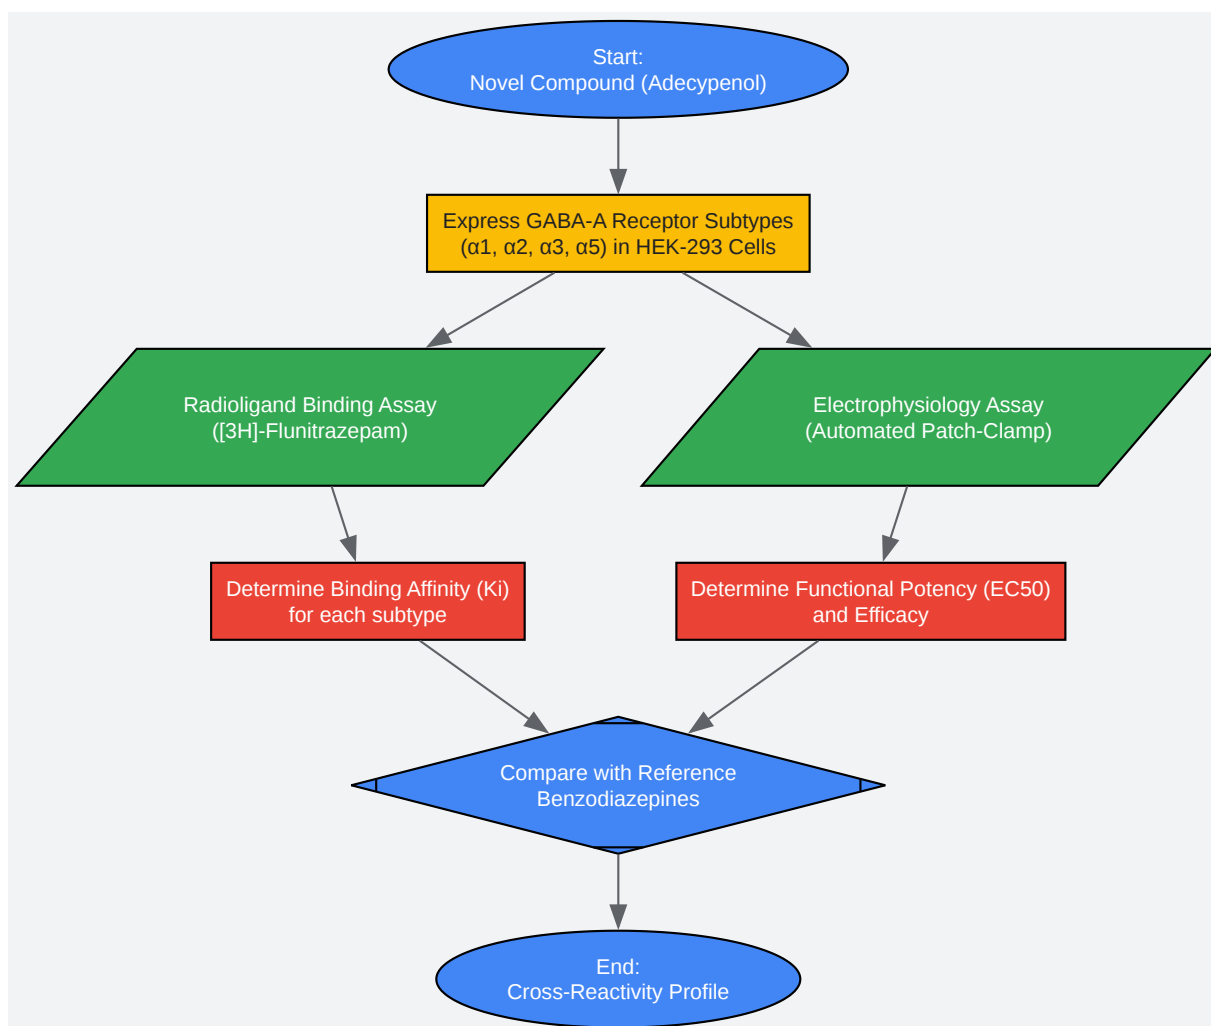 Start:
Novel Compound (Adecypenol)
Express GABA-A Receptor Subtypes
(α1, α2, α3, α5) in HEK-293 Cells
Radioligand Binding Assay
([3H]-Flunitrazepam)
Electrophysiology Assay
(Automated Patch-Clamp)
Determine Binding Affinity (Ki)
for each subtype
Determine Functional Potency (EC50)
and Efficacy
Compare with Reference
Benzodiazepines
End:
Cross-Reactivity Profile